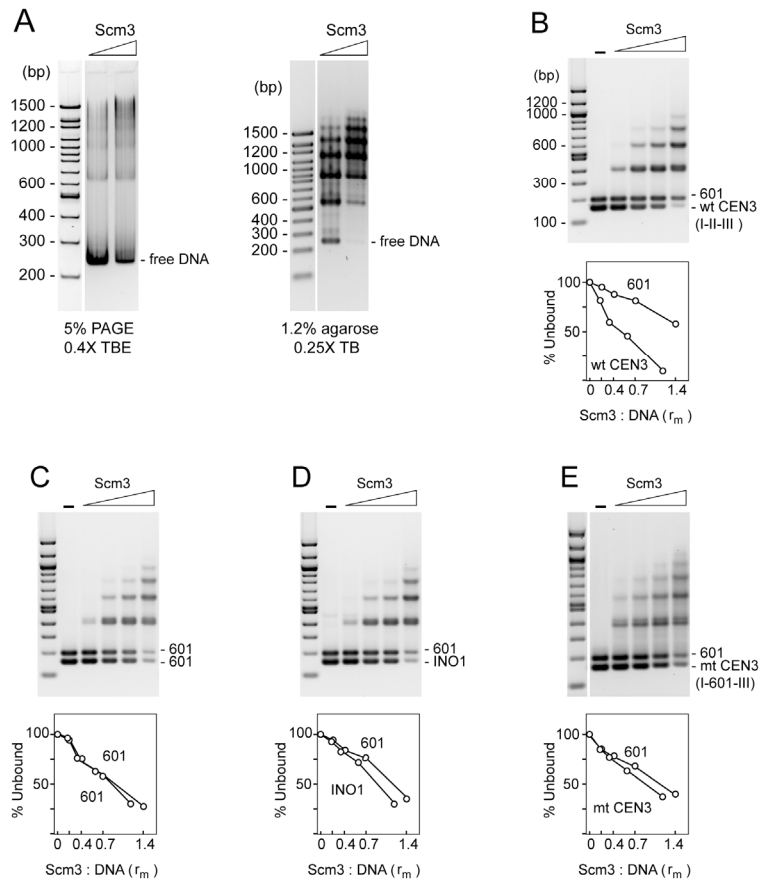 A
Scm3
(bp)
1500
1200
1000
600
400
300
200
free DNA
5% PAGE
0.4X TBE
Scm3
(bp)
1500
1200
1000
600
400
300
200
free DNA
1.2% agarose
0.25X TB
B
Scm3
(bp)
1200
1000
600
300
100
601
wt CEN3
(I-II-III )
% Unbound
100
50
601
wt CEN3
0 0.4 0.7 1.4
Scm3 : DNA ( rm )
C
Scm3
601
601
% Unbound
100
50
601
601
0 0.4 0.7 1.4
Scm3 : DNA ( rm )
D
Scm3
601
INO1
% Unbound
100
50
601
INO1
0 0.4 0.7 1.4
Scm3 : DNA ( rm )
E
Scm3
601
mt CEN3
(I-601-III)
% Unbound
100
50
601
mt CEN3
0 0.4 0.7 1.4
Scm3 : DNA ( rm )